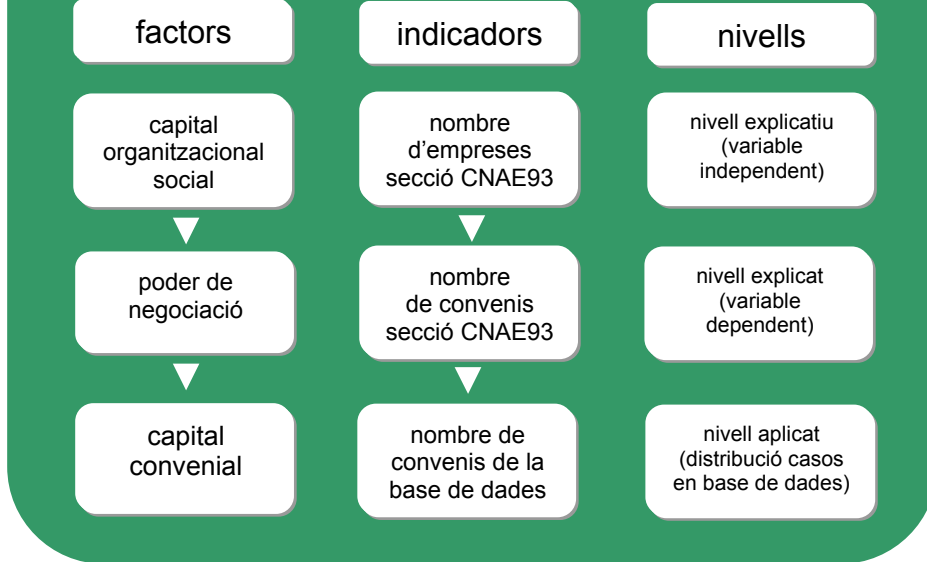 factors
indicadors
nivells
capital
organitzacional
social
nombre
d'empreses
secció CNAE93
nivell explicatiu
(variable
independent)
poder de
negociació
nombre
de convenis
secció CNAE93
nivell explicat
(variable
dependent)
capital
convenial
nombre de
convenis de la
base de dades
nivell aplicat
(distribució casos
en base de dades)